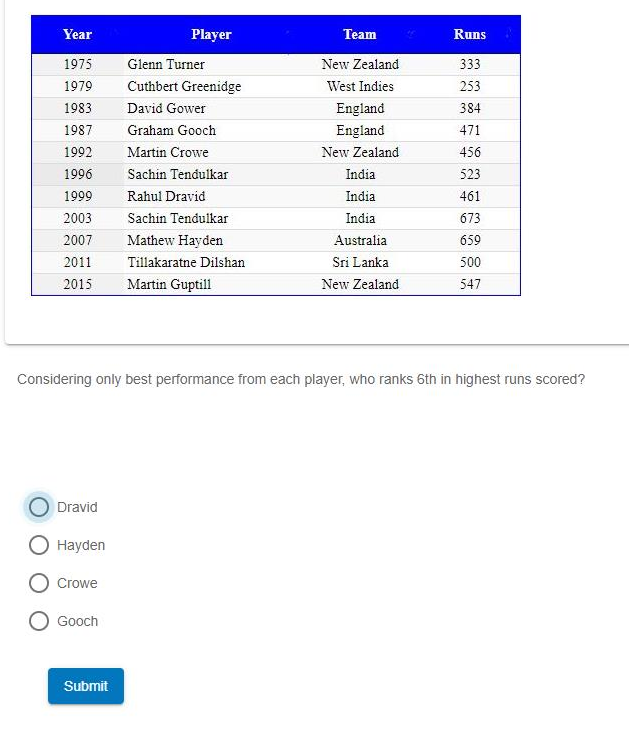 Year Player Team Runs
1975 Glenn Turner New Zealand 333
1979 Cuthbert Greenidge West Indies 253
1983 David Gower England 384
1987 Graham Gooch England 471
1992 Martin Crowe New Zealand 456
1996 Sachin Tendulkar India 523
1999 Rahul Dravid India 461
2003 Sachin Tendulkar India 673
2007 Mathew Hayden Australia 659
2011 Tillakaratne Dilshan Sri Lanka 500
2015 Martin Guptill New Zealand 547
Considering only best performance from each player, who ranks 6th in highest runs scored?
Dravid
Hayden
Crowe
Gooch
Submit